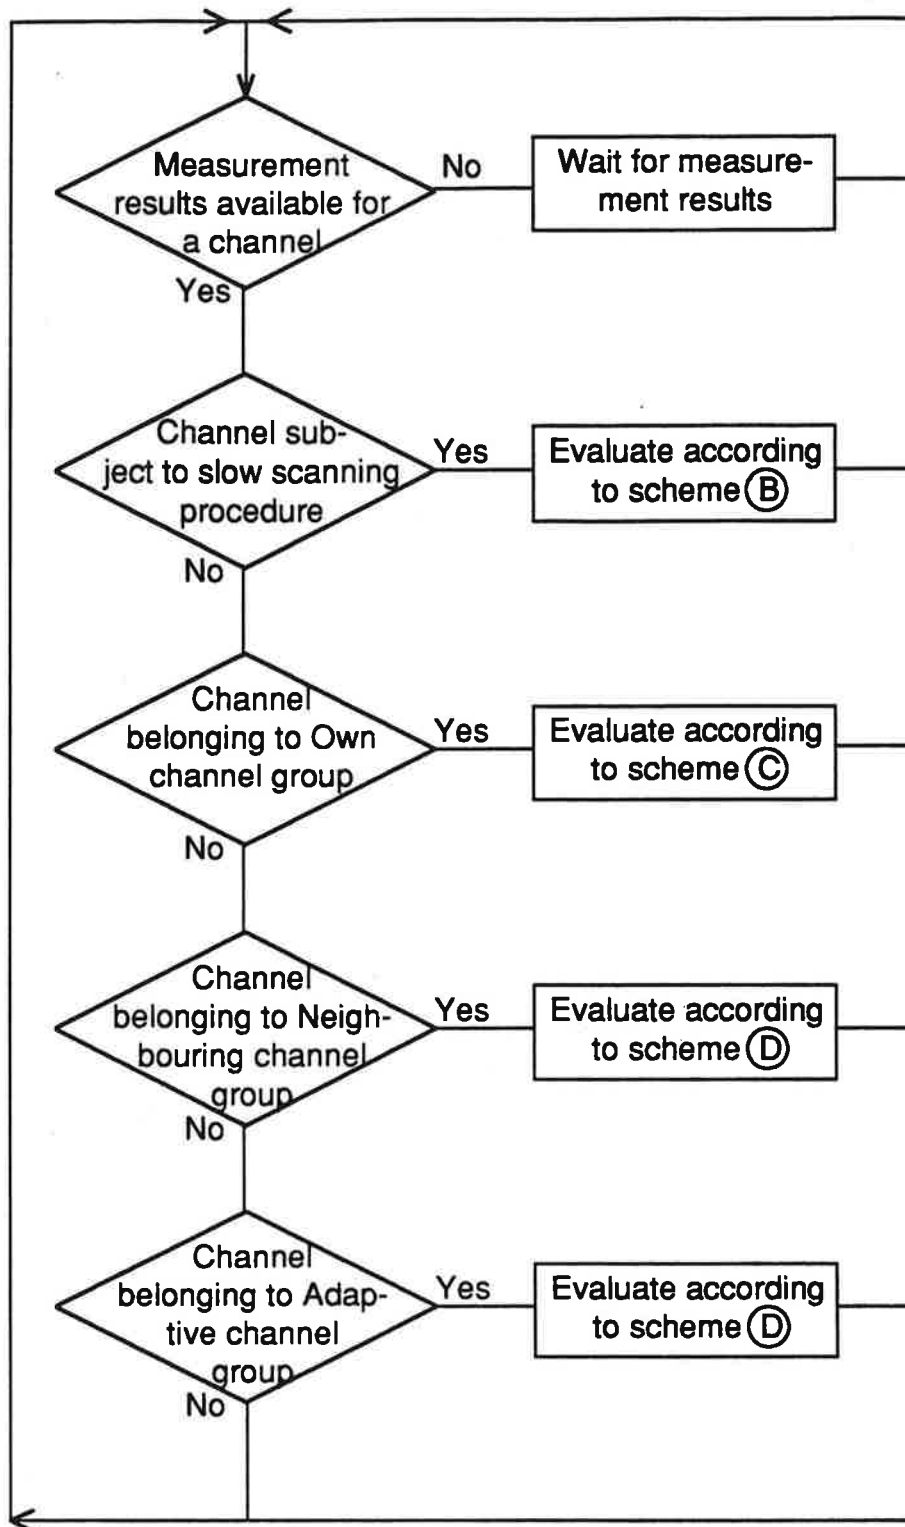 Measurement
results available for
a channel
No
Wait for measure-
ment results
Yes
Channel sub-
ject to slow scanning
procedure
Yes
Evaluate according
to scheme B
No
Channel
belonging to Own
channel group
Yes
Evaluate according
to scheme C
No
Channel
belonging to Neigh-
bouring channel
group
Yes
Evaluate according
to scheme D
No
Channel
belonging to Adap-
tive channel
group
Yes
Evaluate according
to scheme D
No